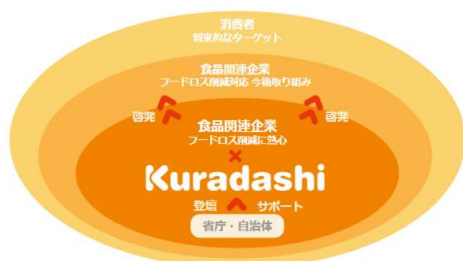 消費者
将来的なターゲット
食品関連企業
フードロス削減対応 今後取り組み
啓発 啓発
食品関連企業
フードロス削減に熱心
×
Kuradashi
登壇 サポート
省庁・自治体